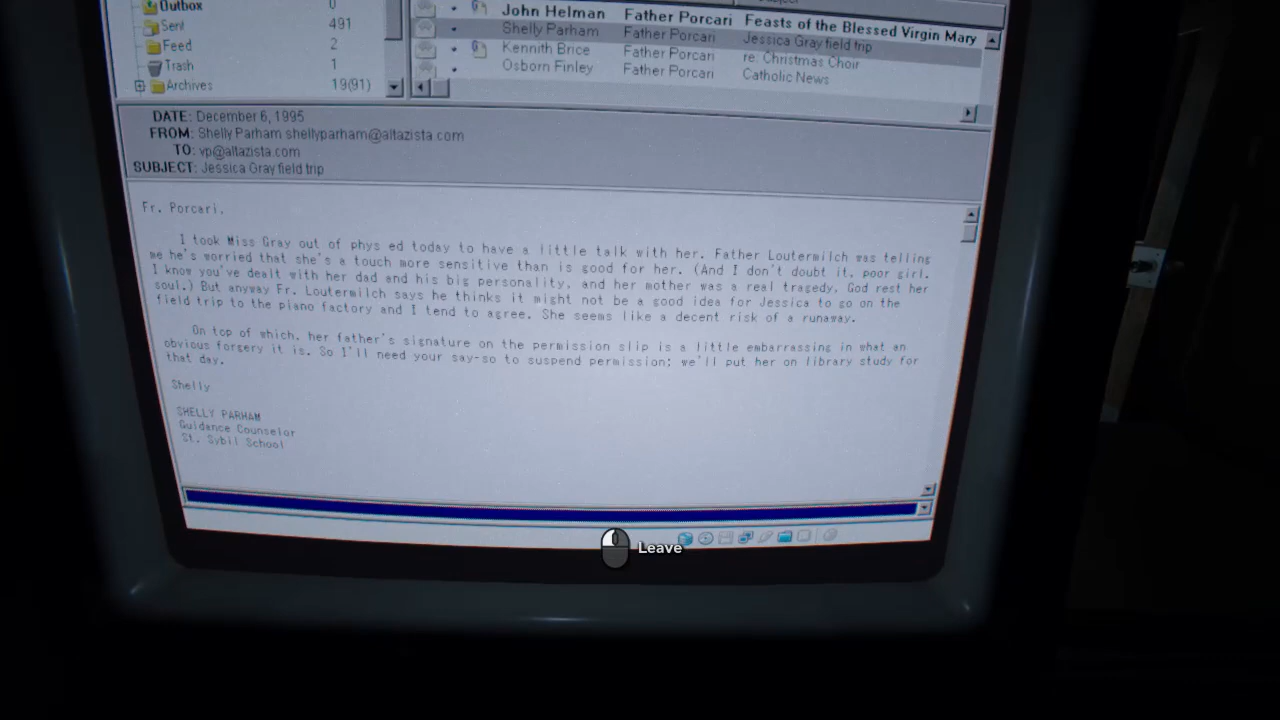 Outbox 0
Sent 491
Feed 2
Trash 1
Archives 19(91)
John Helman Father Porcari Feasts of the Blessed Virgin Mary
Shelly Parham Father Porcari Jessica Gray field trip
Kennith Brice Father Porcari re: Christmas Choir
Osborn Finley Father Porcari Catholic News
DATE: December 6, 1995
FROM: Shelly Parham shellyparham@altazista.com
TO: vp@altazista.com
SUBJECT: Jessica Gray field trip
Fr. Porcari,
I took Miss Gray out of phys ed today to have a little talk with her. Father Loutermilch was telling
me he's worried that she's a touch more sensitive than is good for her. (And I don't doubt it, poor girl.
I know you've dealt with her dad and his big personality, and her mother was a real tragedy, God rest her
soul.) But anyway Fr. Loutermilch says he thinks it might not be a good idea for Jessica to go on the
field trip to the piano factory and I tend to agree. She seems like a decent risk of a runaway.
On top of which, her father's signature on the permission slip is a little embarrassing in what an
obvious forgery it is. So I'll need your say-so to suspend permission; we'll put her on library study for
that day.
Shelly
SHELLY PARHAM
Guidance Counselor
St. Sybil School
Leave